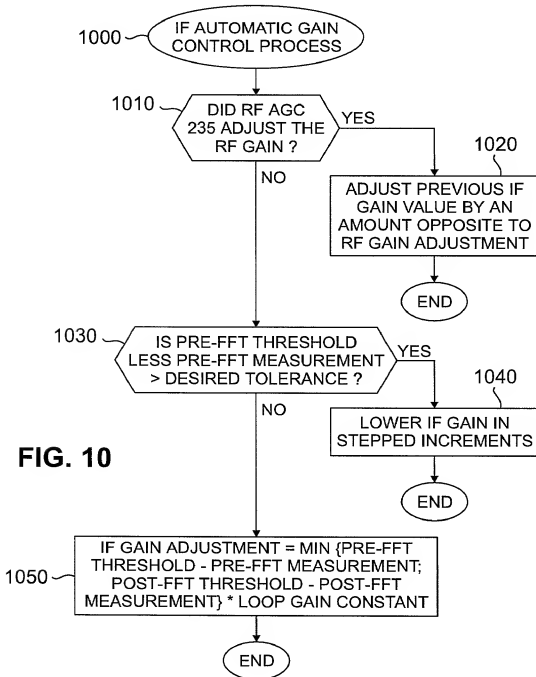 1000
IF AUTOMATIC GAIN
CONTROL PROCESS
1010
DID RF AGC
235 ADJUST THE
RF GAIN ?
YES
NO
1020
ADJUST PREVIOUS IF
GAIN VALUE BY AN
AMOUNT OPPOSITE TO
RF GAIN ADJUSTMENT
END
1030
IS PRE-FFT THRESHOLD
LESS PRE-FFT MEASUREMENT
> DESIRED TOLERANCE ?
YES
NO
1040
LOWER IF GAIN IN
STEPPED INCREMENTS
END
FIG. 10
1050
IF GAIN ADJUSTMENT = MIN {PRE-FFT
THRESHOLD - PRE-FFT MEASUREMENT;
POST-FFT THRESHOLD - POST-FFT
MEASUREMENT} * LOOP GAIN CONSTANT
END